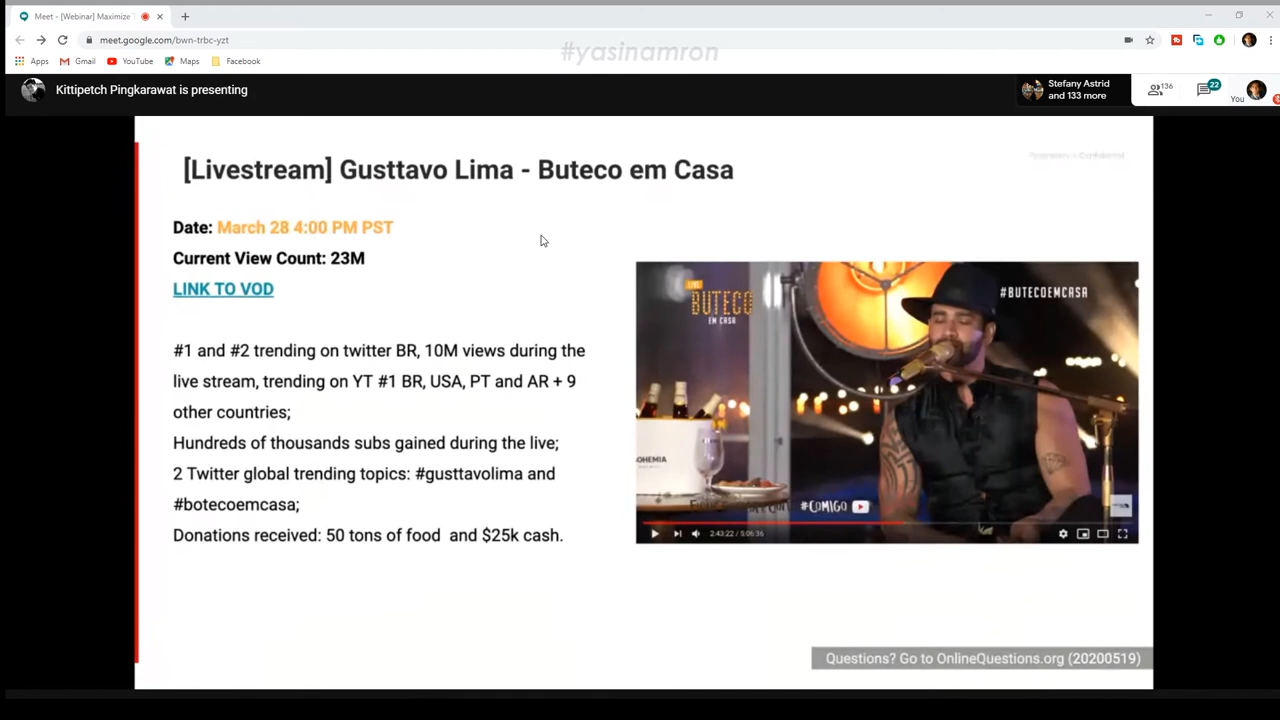 Meet - [Webinar] Maximize
meet.google.com/bwn-trbc-yzt
#yasinamron
Apps Gmail YouTube Maps Facebook
Kittipetch Pingkarawat is presenting
Stefany Astrid
and 133 more
136
22
You
[Livestream] Gusttavo Lima - Buteco em Casa
Date: March 28 4:00 PM PST
Current View Count: 23M
LINK TO VOD
#1 and #2 trending on twitter BR, 10M views during the
live stream, trending on YT #1 BR, USA, PT and AR + 9
other countries;
Hundreds of thousands subs gained during the live;
2 Twitter global trending topics: #gusttavolima and
#botecoemcasa;
Donations received: 50 tons of food and $25k cash.
LIVE
BUTECO
EM CASA
#BUTECOEMCASA
OHEMIA
#COMIGO
2:43:22 / 5:06:36
Questions? Go to OnlineQuestions.org (20200519)